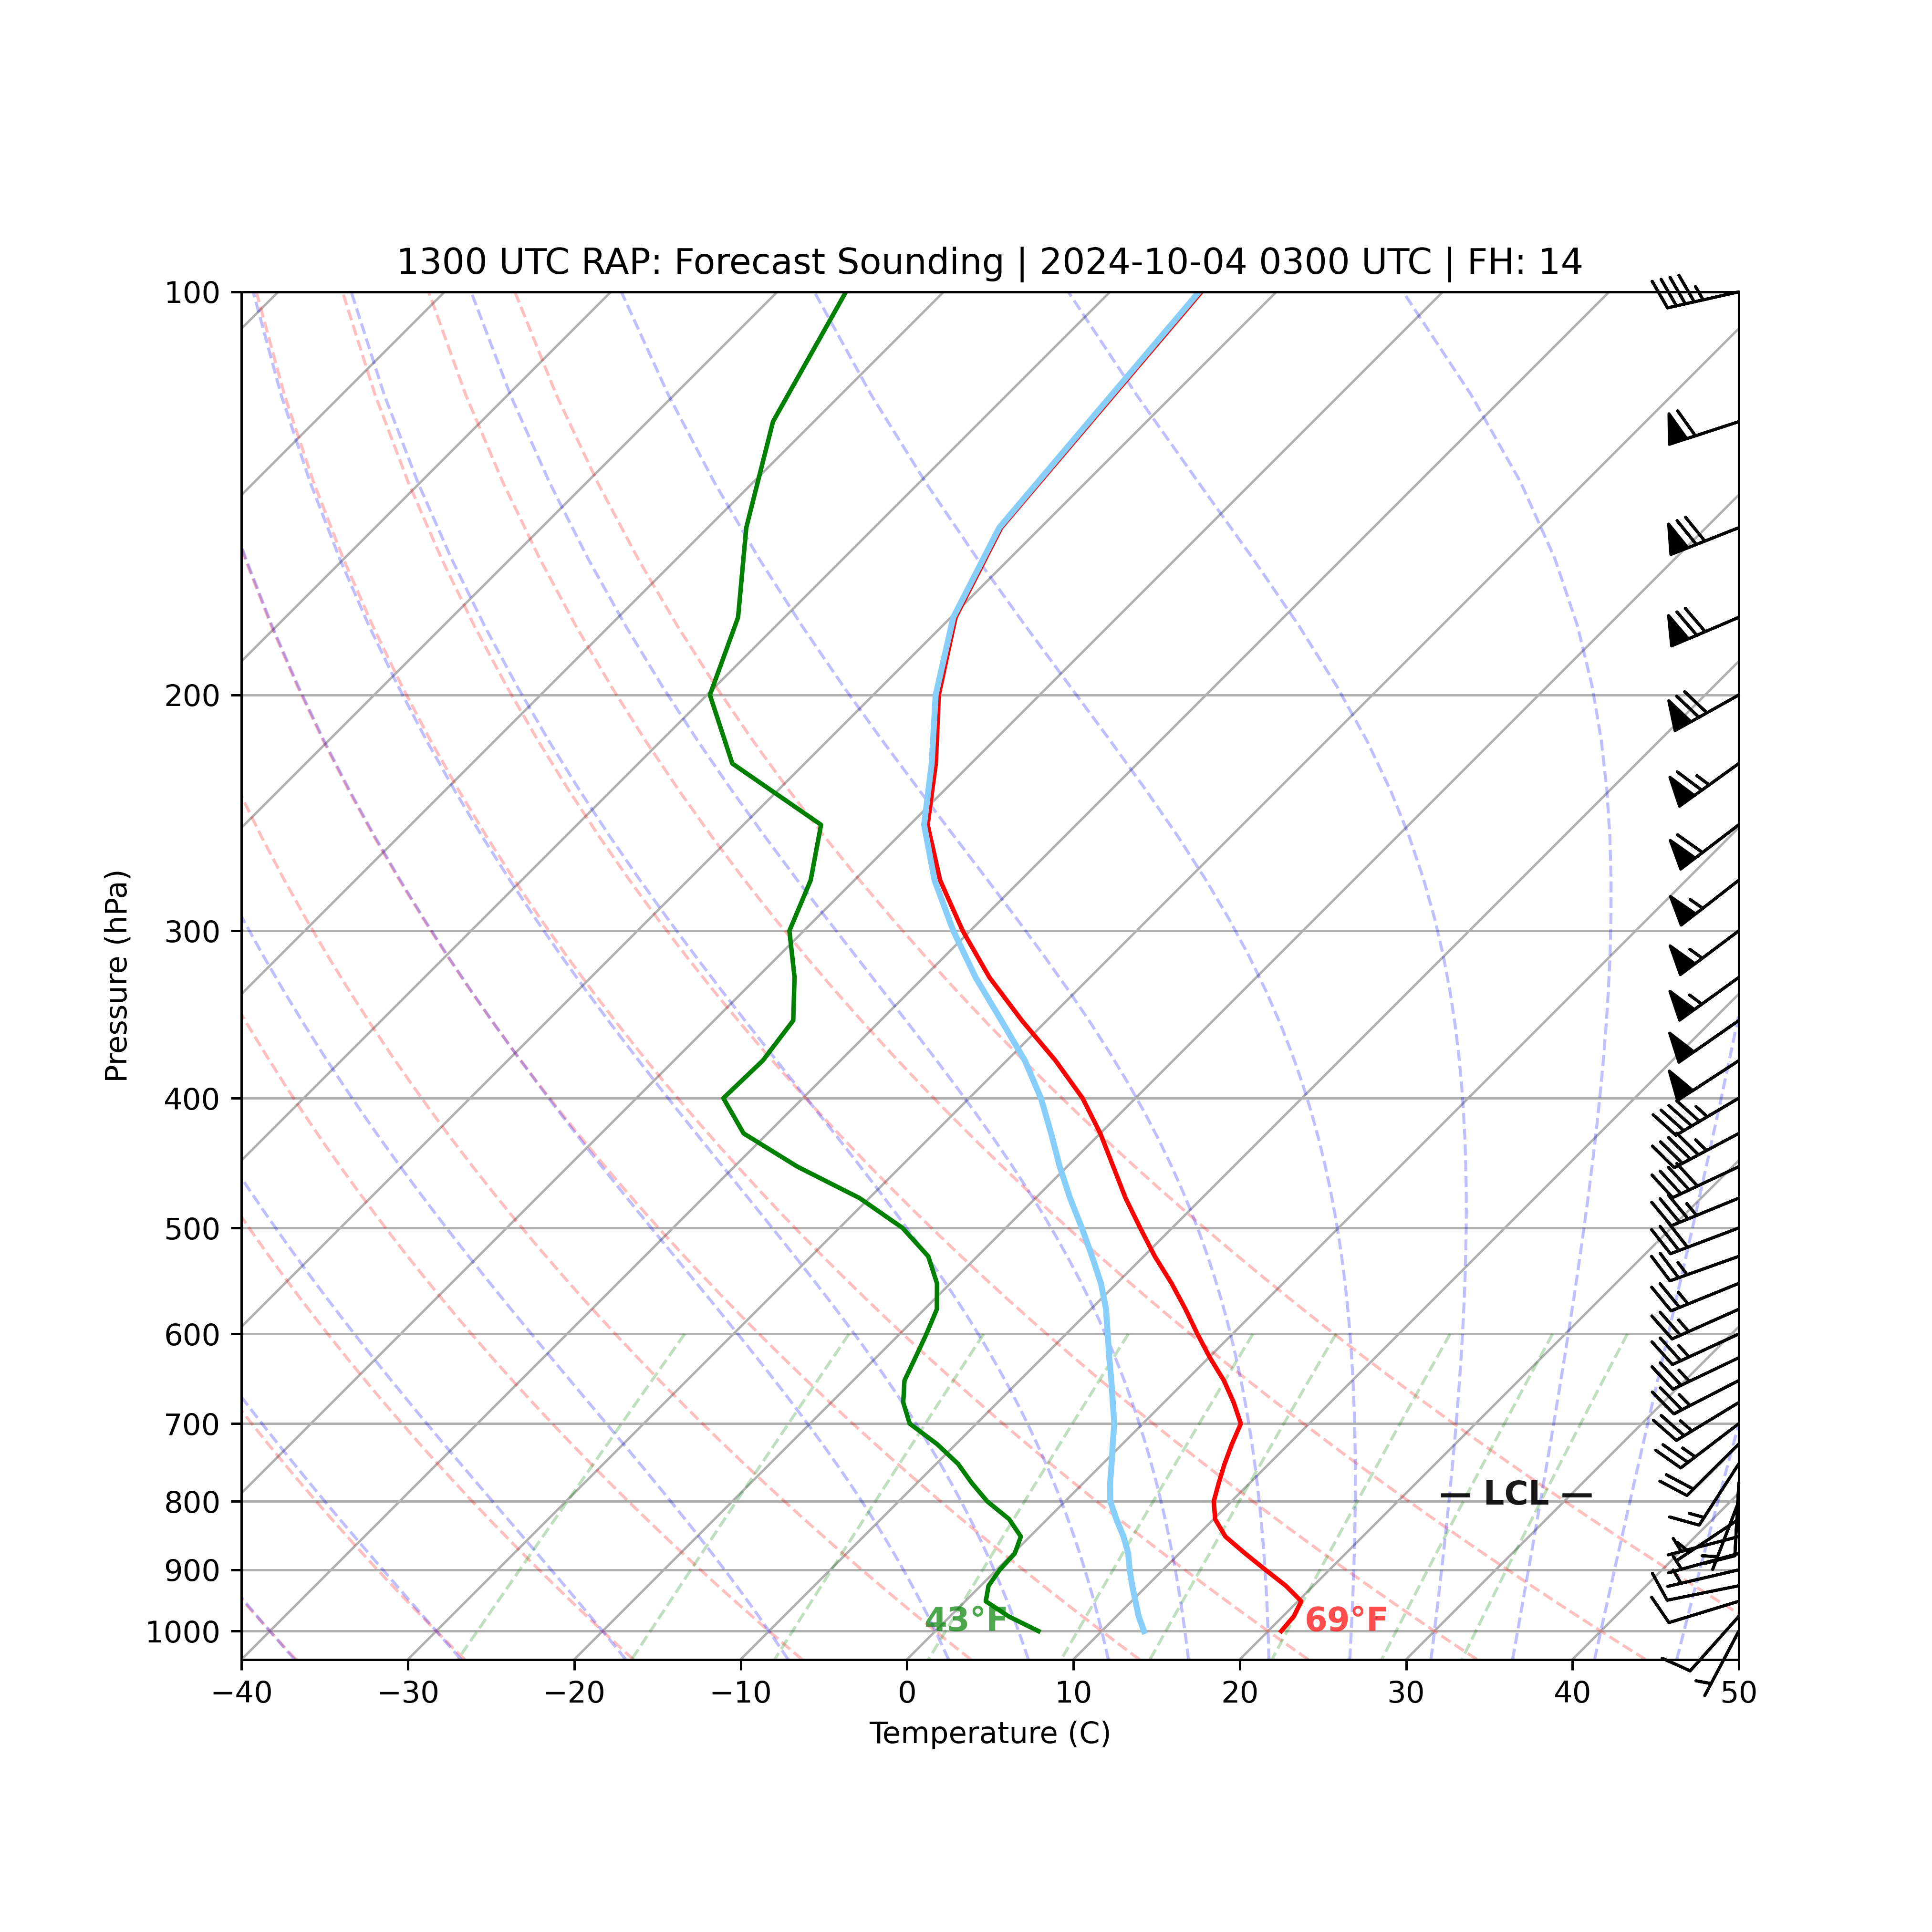 1300 UTC RAP: Forecast Sounding | 2024-10-04 0300 UTC | FH: 14
100
200
300
400
500
600
700
800
900
1000
Pressure (hPa)
— LCL —
43°F
69°F
−40 −30 −20 −10 0 10 20 30 40 50
Temperature (C)